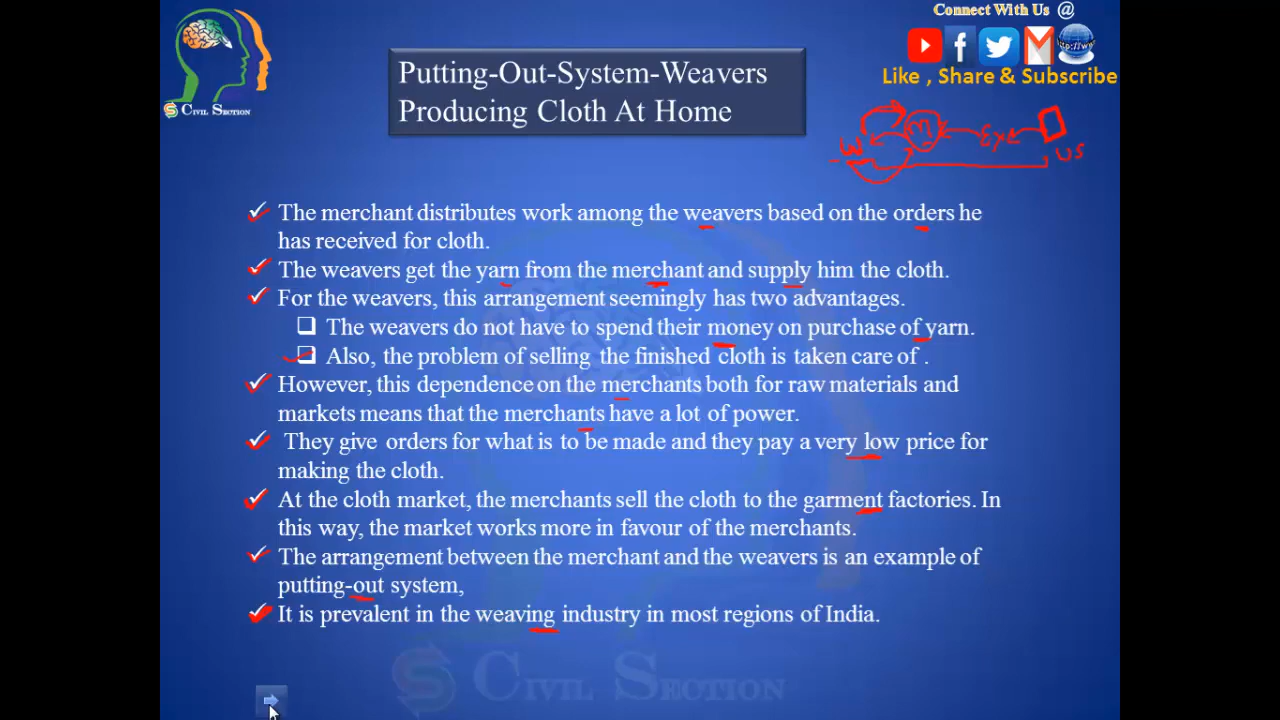 Connect With Us @
http://www
Like , Share & Subscribe
CIVIL SECTION
Putting-Out-System-Weavers
Producing Cloth At Home
W m Ex US
The merchant distributes work among the weavers based on the orders he
has received for cloth.
The weavers get the yarn from the merchant and supply him the cloth.
For the weavers, this arrangement seemingly has two advantages.
The weavers do not have to spend their money on purchase of yarn.
Also, the problem of selling the finished cloth is taken care of .
However, this dependence on the merchants both for raw materials and
markets means that the merchants have a lot of power.
They give orders for what is to be made and they pay a very low price for
making the cloth.
At the cloth market, the merchants sell the cloth to the garment factories. In
this way, the market works more in favour of the merchants.
The arrangement between the merchant and the weavers is an example of
putting-out system,
It is prevalent in the weaving industry in most regions of India.
CIVIL SECTION